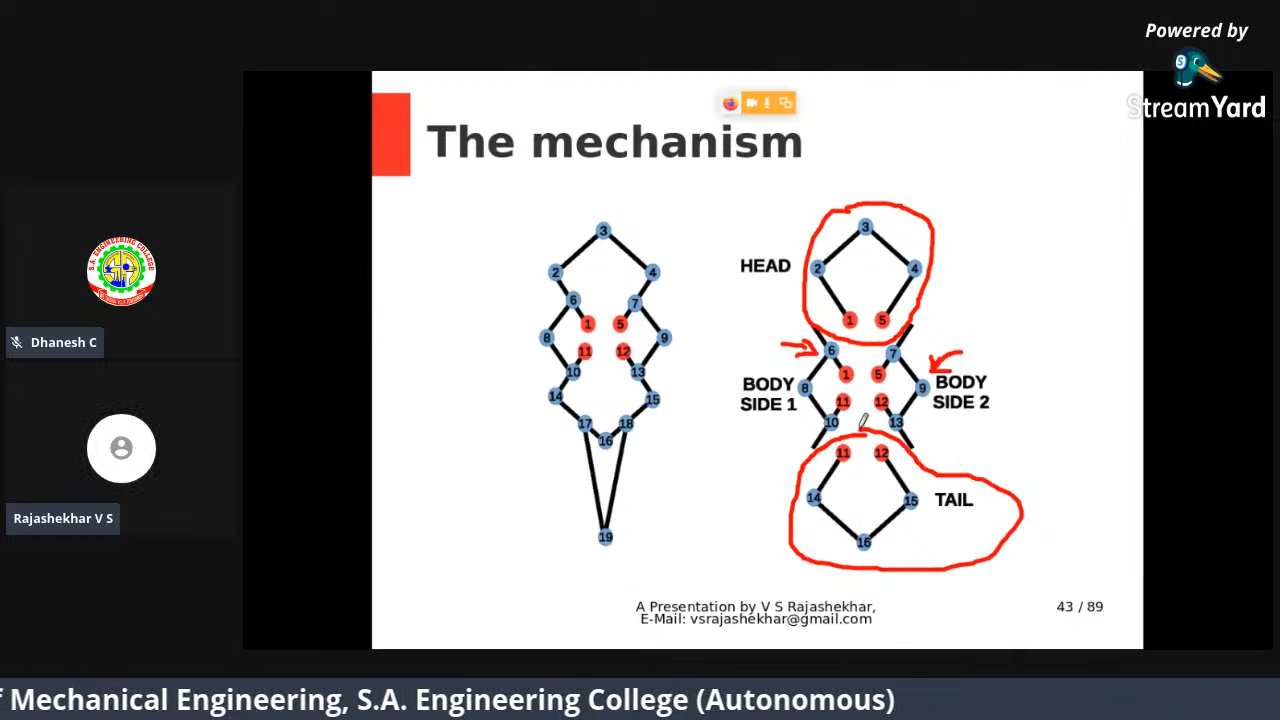 Powered by
StreamYard
The mechanism
3
2
4
6
7
1
5
8
9
11
12
10
13
14
15
17
18
16
19
HEAD
3
2
4
1
5
6
7
1
5
BODY
SIDE 1
8
9
BODY
SIDE 2
11
12
10
13
11
12
14
15
TAIL
16
S.A. ENGINEERING COLLEGE
Dhanesh C
Rajashekhar V S
A Presentation by V S Rajashekhar,
E-Mail: vsrajashekhar@gmail.com
43 / 89
f Mechanical Engineering, S.A. Engineering College (Autonomous)